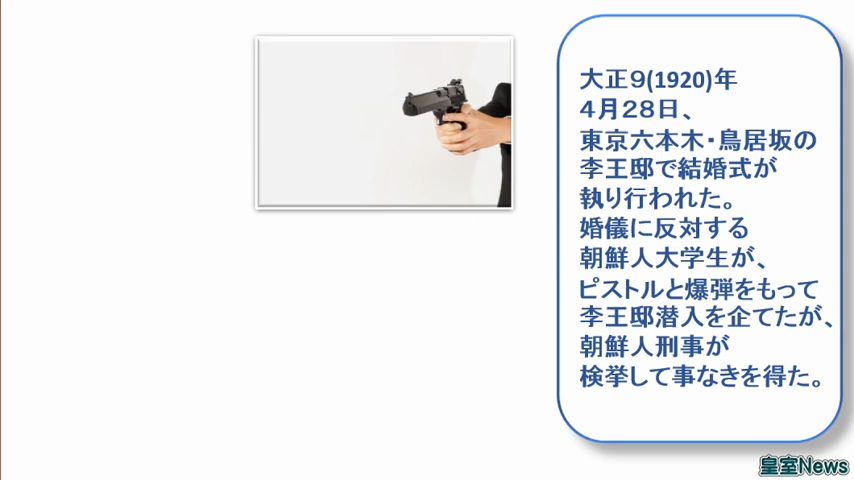 大正９(1920)年
４月２８日、
東京六本木・鳥居坂の
李王邸で結婚式が
執り行われた。
婚儀に反対する
朝鮮人大学生が、
ピストルと爆弾をもって
李王邸潜入を企てたが、
朝鮮人刑事が
検挙して事なきを得た。
皇室News